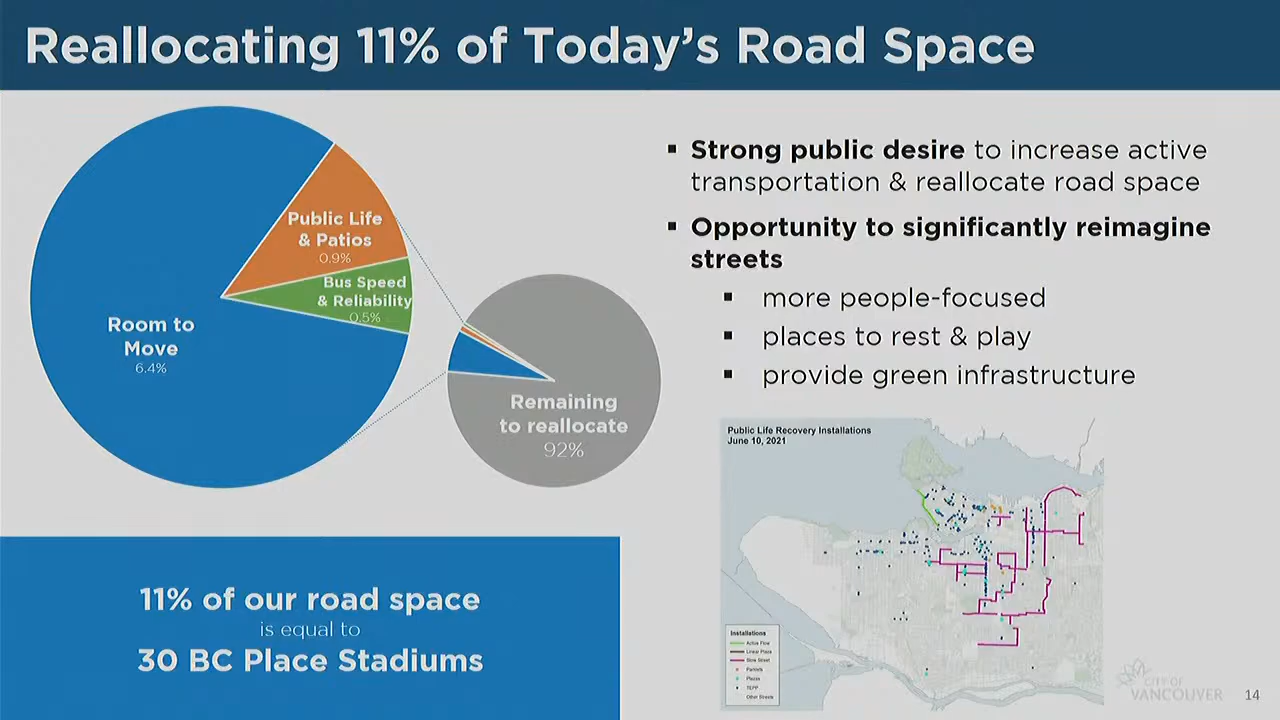 Reallocating 11% of Today's Road Space
Public Life
& Patios
0.9%
Bus Speed
& Reliability
0.5%
Room to
Move
6.4%
Remaining
to reallocate
92%
▪ Strong public desire to increase active
transportation & reallocate road space
▪ Opportunity to significantly reimagine
streets
▪ more people-focused
▪ places to rest & play
▪ provide green infrastructure
11% of our road space
is equal to
30 BC Place Stadiums
Public Life Recovery Installations
June 10, 2021
Installations
Active Flow
Linear Plaza
Slow Street
Parklets
Plazas
TEPP
Other Streets
CITY OF
VANCOUVER
14